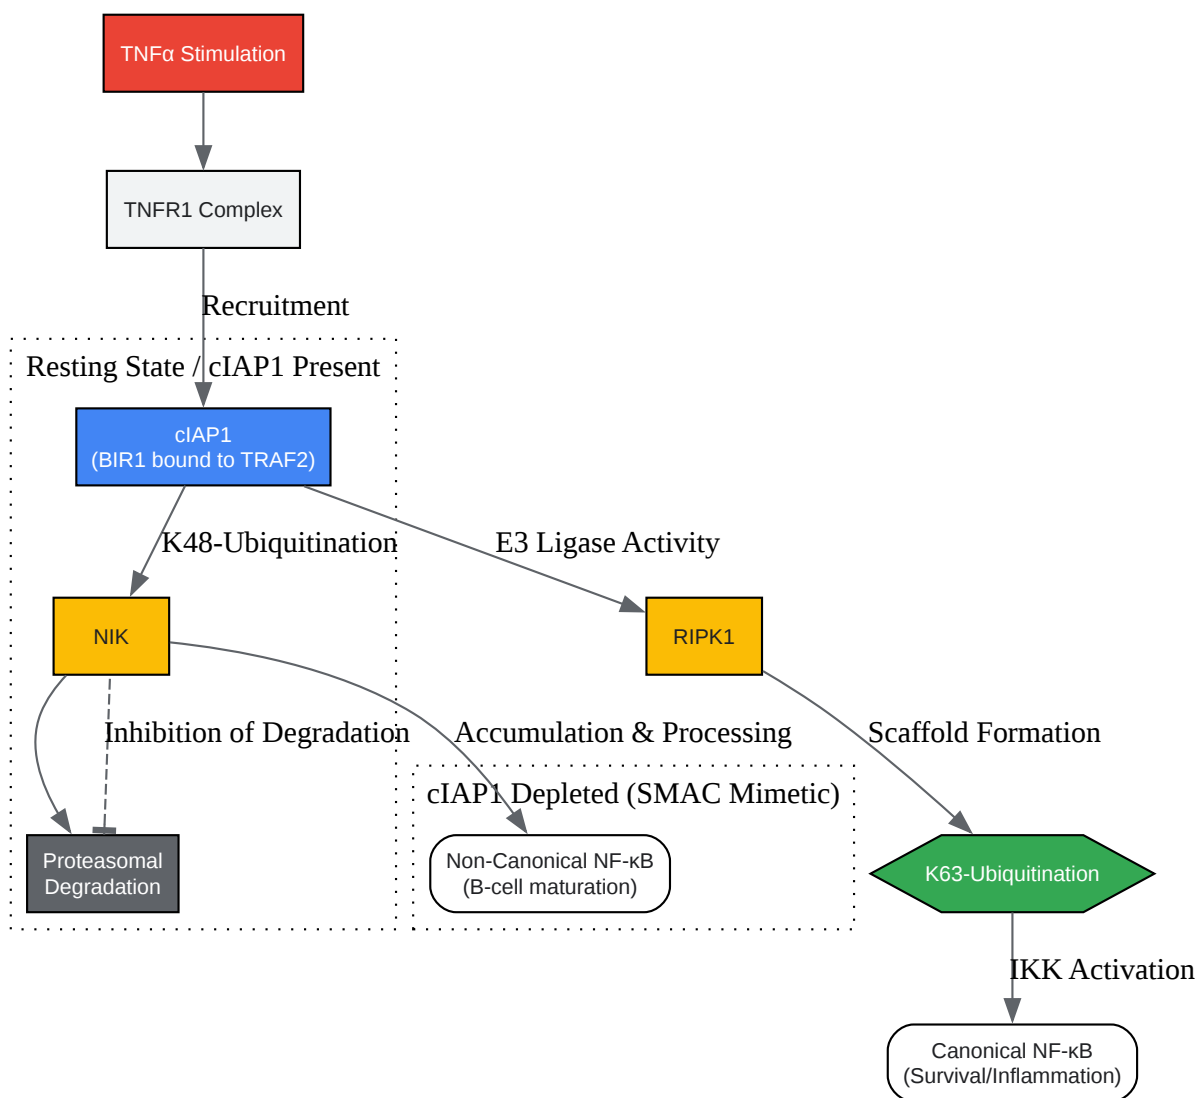 TNFα Stimulation
TNFR1 Complex
Recruitment
Resting State / cIAP1 Present
cIAP1
(BIR1 bound to TRAF2)
K48-Ubiquitination
E3 Ligase Activity
NIK
RIPK1
Inhibition of Degradation
Accumulation & Processing
Scaffold Formation
cIAP1 Depleted (SMAC Mimetic)
Proteasomal
Degradation
Non-Canonical NF-κB
(B-cell maturation)
K63-Ubiquitination
IKK Activation
Canonical NF-κB
(Survival/Inflammation)